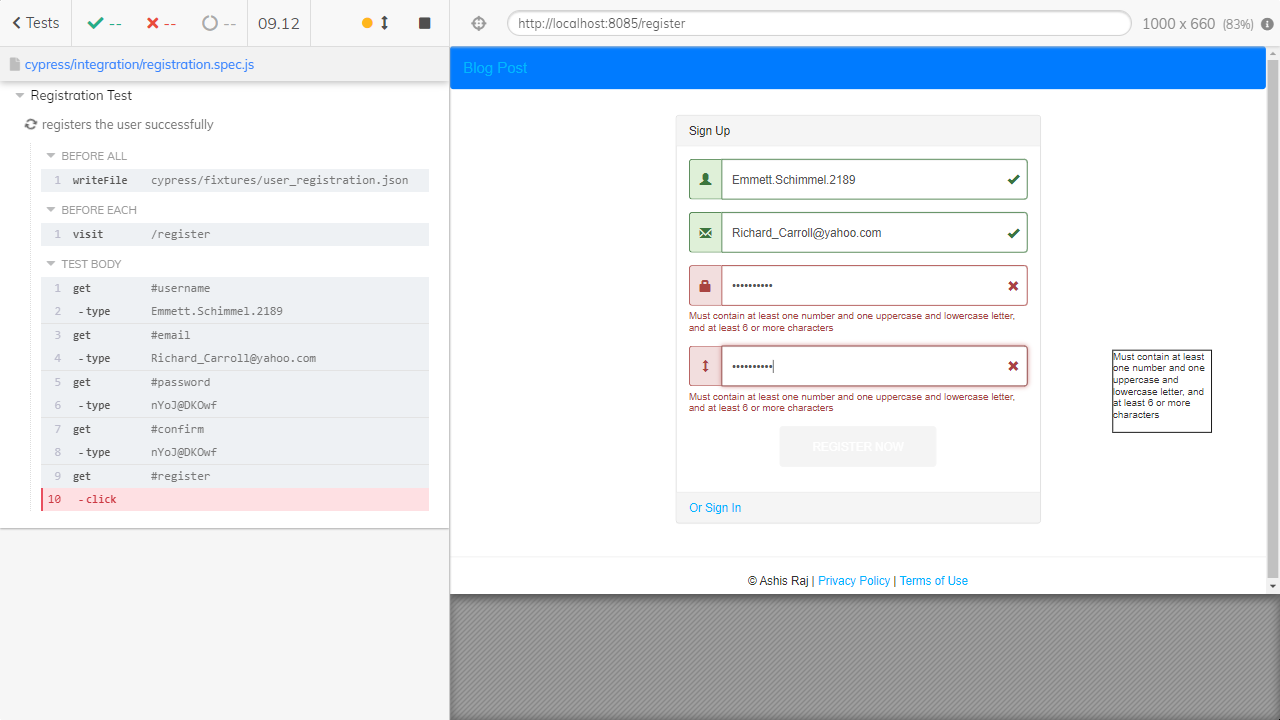 Tests
--
--
--
09.12
http://localhost:8085/register
1000 x 660 (83%)
cypress/integration/registration.spec.js
Registration Test
registers the user successfully
BEFORE ALL
1 writeFile cypress/fixtures/user_registration.json
BEFORE EACH
1 visit /register
TEST BODY
1 get #username
2 -type Emmett.Schimmel.2189
3 get #email
4 -type Richard_Carroll@yahoo.com
5 get #password
6 -type nYoJ@DKOwf
7 get #confirm
8 -type nYoJ@DKOwf
9 get #register
10 -click
Blog Post
Sign Up
Emmett.Schimmel.2189
Richard_Carroll@yahoo.com
••••••••••
Must contain at least one number and one uppercase and lowercase letter,
and at least 6 or more characters
••••••••••
Must contain at least one number and one uppercase and lowercase letter,
and at least 6 or more characters
REGISTER NOW
Or Sign In
Must contain at least
one number and one
uppercase and
lowercase letter, and
at least 6 or more
characters
© Ashis Raj | Privacy Policy | Terms of Use